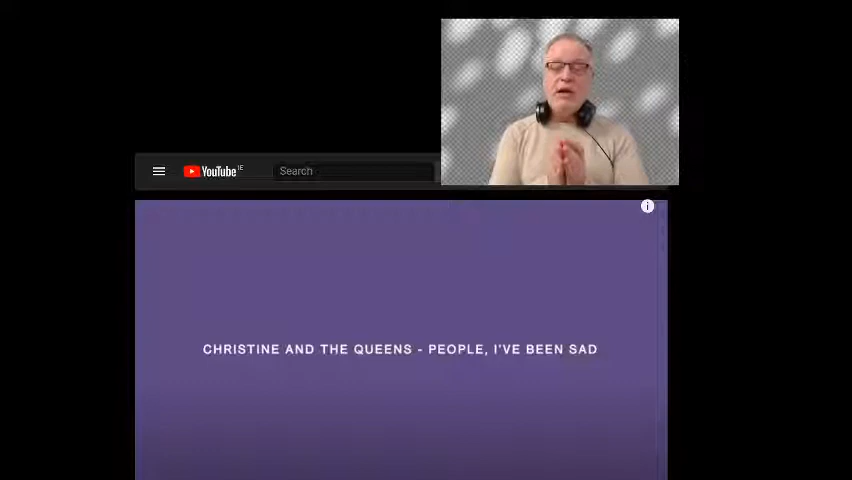 YouTube IE
Search
i
CHRISTINE AND THE QUEENS - PEOPLE, I'VE BEEN SAD